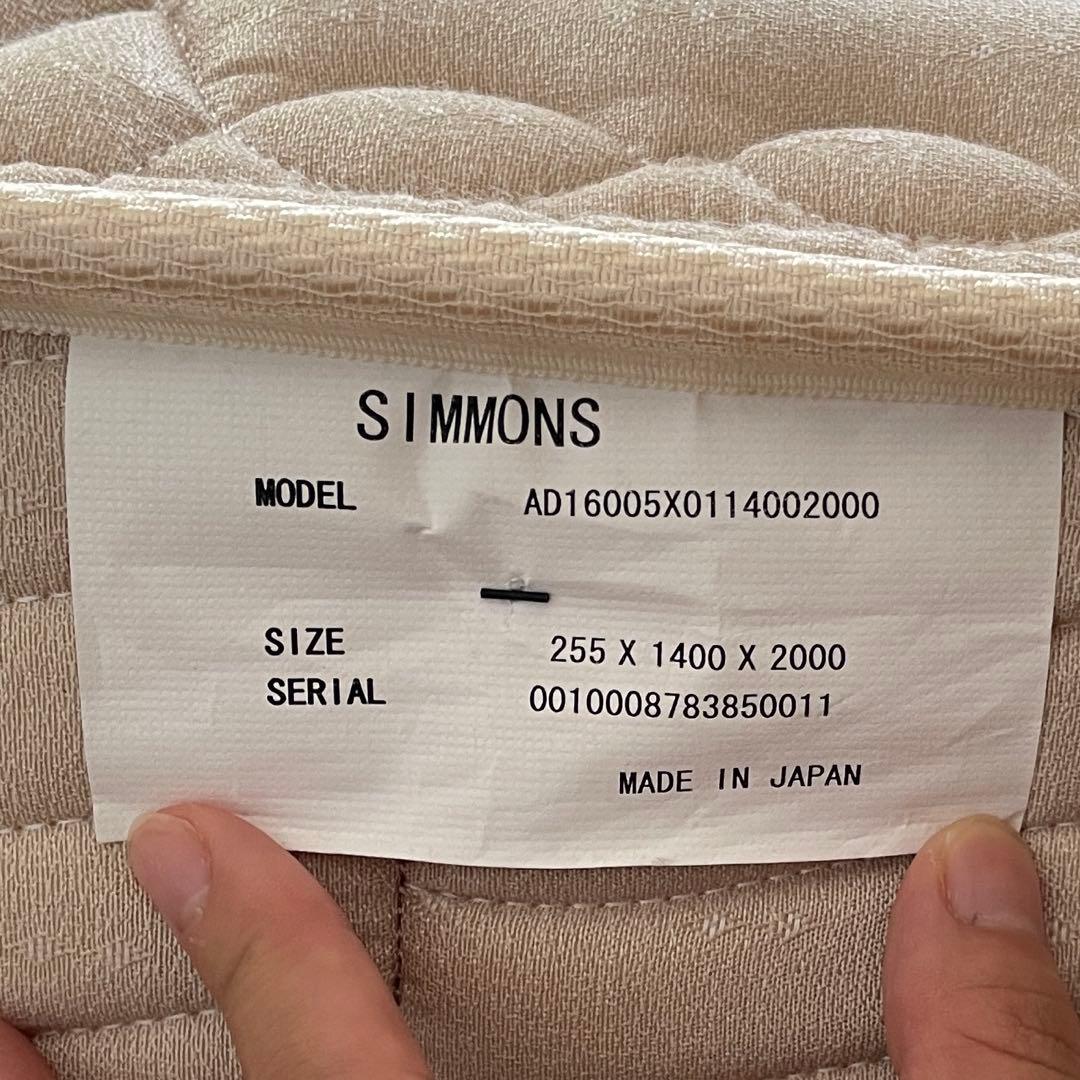 SIMMONS
MODEL AD16005X0114002000
SIZE 255 X 1400 X 2000
SERIAL 0010008783850011
MADE IN JAPAN